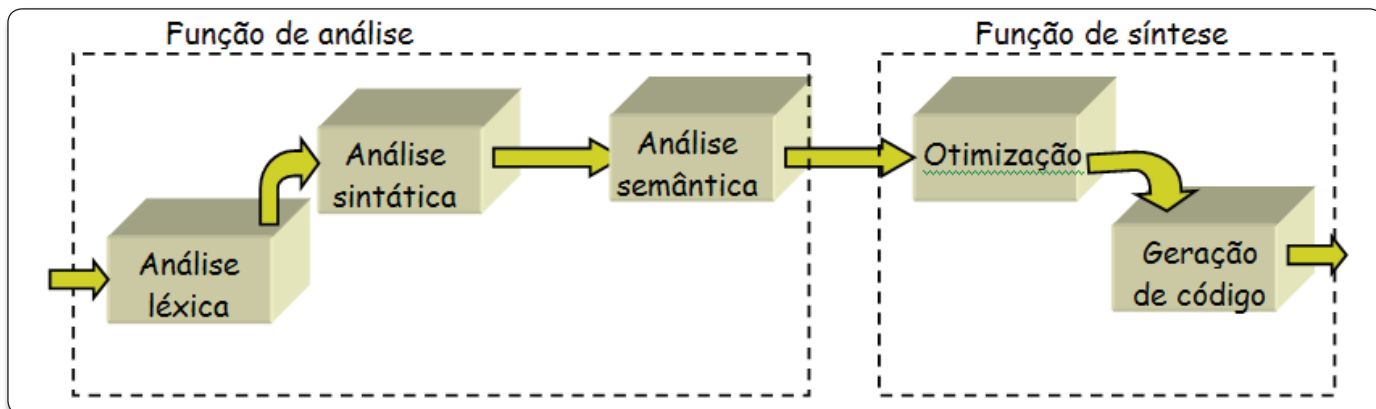 Função de análise
Função de síntese
Análise
léxica
Análise
sintática
Análise
semântica
Otimização
Geração
de código